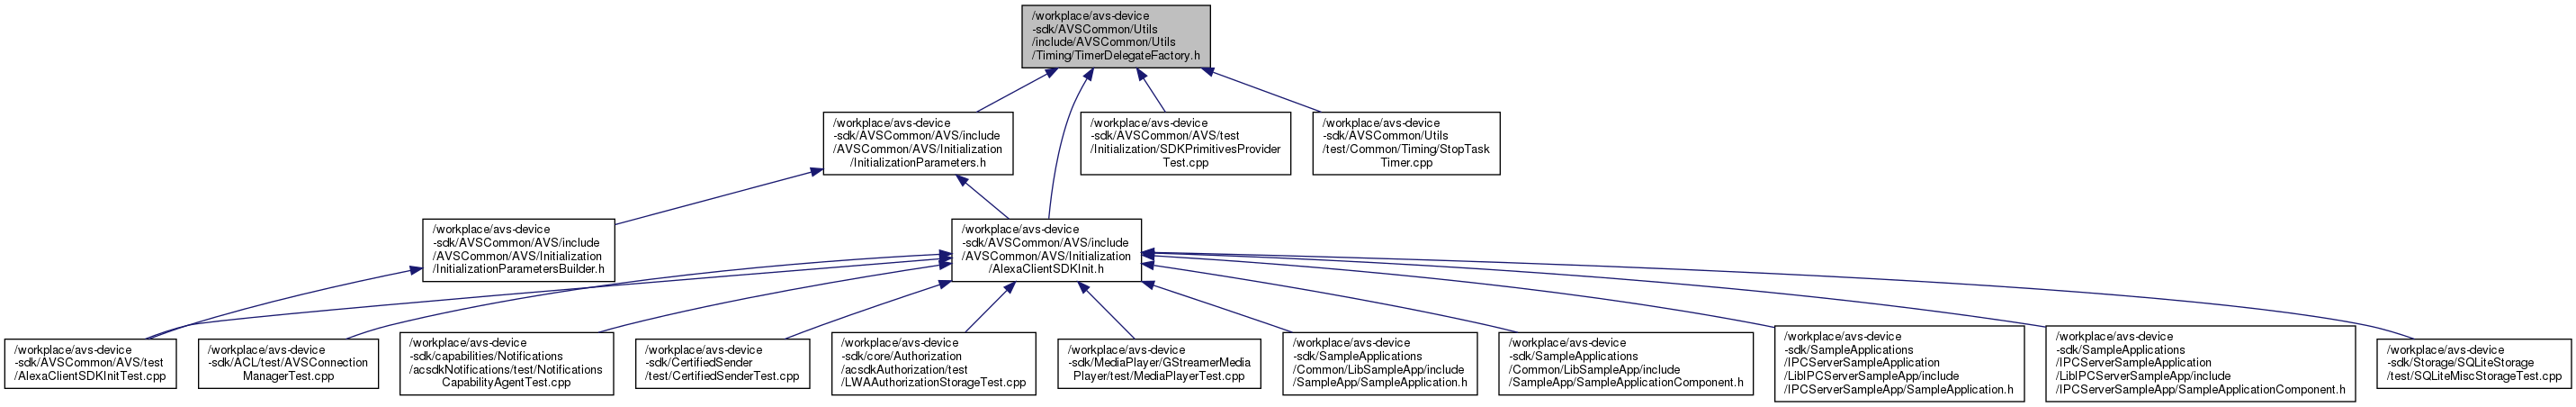 /workplace/avs-device
-sdk/AVSCommon/Utils
/include/AVSCommon/Utils
/Timing/TimerDelegateFactory.h
/workplace/avs-device
-sdk/AVSCommon/AVS/include
/AVSCommon/AVS/Initialization
/InitializationParameters.h
/workplace/avs-device
-sdk/AVSCommon/AVS/test
/Initialization/SDKPrimitivesProvider
Test.cpp
/workplace/avs-device
-sdk/AVSCommon/Utils
/test/Common/Timing/StopTask
Timer.cpp
/workplace/avs-device
-sdk/AVSCommon/AVS/include
/AVSCommon/AVS/Initialization
/InitializationParametersBuilder.h
/workplace/avs-device
-sdk/AVSCommon/AVS/include
/AVSCommon/AVS/Initialization
/AlexaClientSDKInit.h
/workplace/avs-device
-sdk/AVSCommon/AVS/test
/AlexaClientSDKInitTest.cpp
/workplace/avs-device
-sdk/ACL/test/AVSConnection
ManagerTest.cpp
/workplace/avs-device
-sdk/capabilities/Notifications
/acsdkNotifications/test/Notifications
CapabilityAgentTest.cpp
/workplace/avs-device
-sdk/CertifiedSender
/test/CertifiedSenderTest.cpp
/workplace/avs-device
-sdk/core/Authorization
/acsdkAuthorization/test
/LWAAuthorizationStorageTest.cpp
/workplace/avs-device
-sdk/MediaPlayer/GStreamerMedia
Player/test/MediaPlayerTest.cpp
/workplace/avs-device
-sdk/SampleApplications
/Common/LibSampleApp/include
/SampleApp/SampleApplication.h
/workplace/avs-device
-sdk/SampleApplications
/Common/LibSampleApp/include
/SampleApp/SampleApplicationComponent.h
/workplace/avs-device
-sdk/SampleApplications
/IPCServerSampleApplication
/LibIPCServerSampleApp/include
/IPCServerSampleApp/SampleApplication.h
/workplace/avs-device
-sdk/SampleApplications
/IPCServerSampleApplication
/LibIPCServerSampleApp/include
/IPCServerSampleApp/SampleApplicationComponent.h
/workplace/avs-device
-sdk/Storage/SQLiteStorage
/test/SQLiteMiscStorageTest.cpp